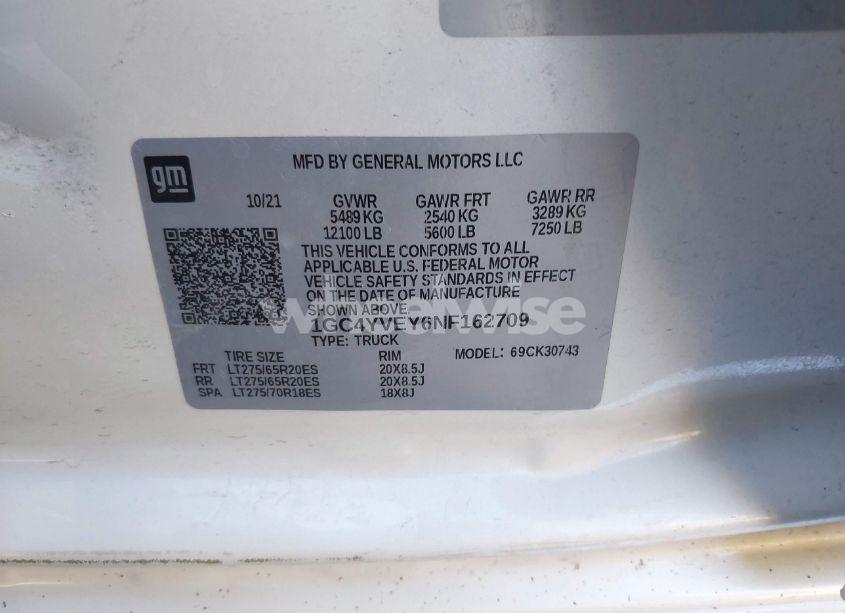 gm
MFD BY GENERAL MOTORS LLC
10/21 GVWR GAWR FRT GAWR RR
5489 KG 2540 KG 3289 KG
12100 LB 5600 LB 7250 LB
THIS VEHICLE CONFORMS TO ALL
APPLICABLE U.S. FEDERAL MOTOR
VEHICLE SAFETY STANDARDS IN EFFECT
ON THE DATE OF MANUFACTURE
SHOWN ABOVE.
1GC4YVEY6NF162709
TYPE: TRUCK MODEL: 69CK30743
TIRE SIZE RIM
FRT LT275/65R20ES 20X8.5J
RR LT275/65R20ES 20X8.5J
SPA LT275/70R18ES 18X8J